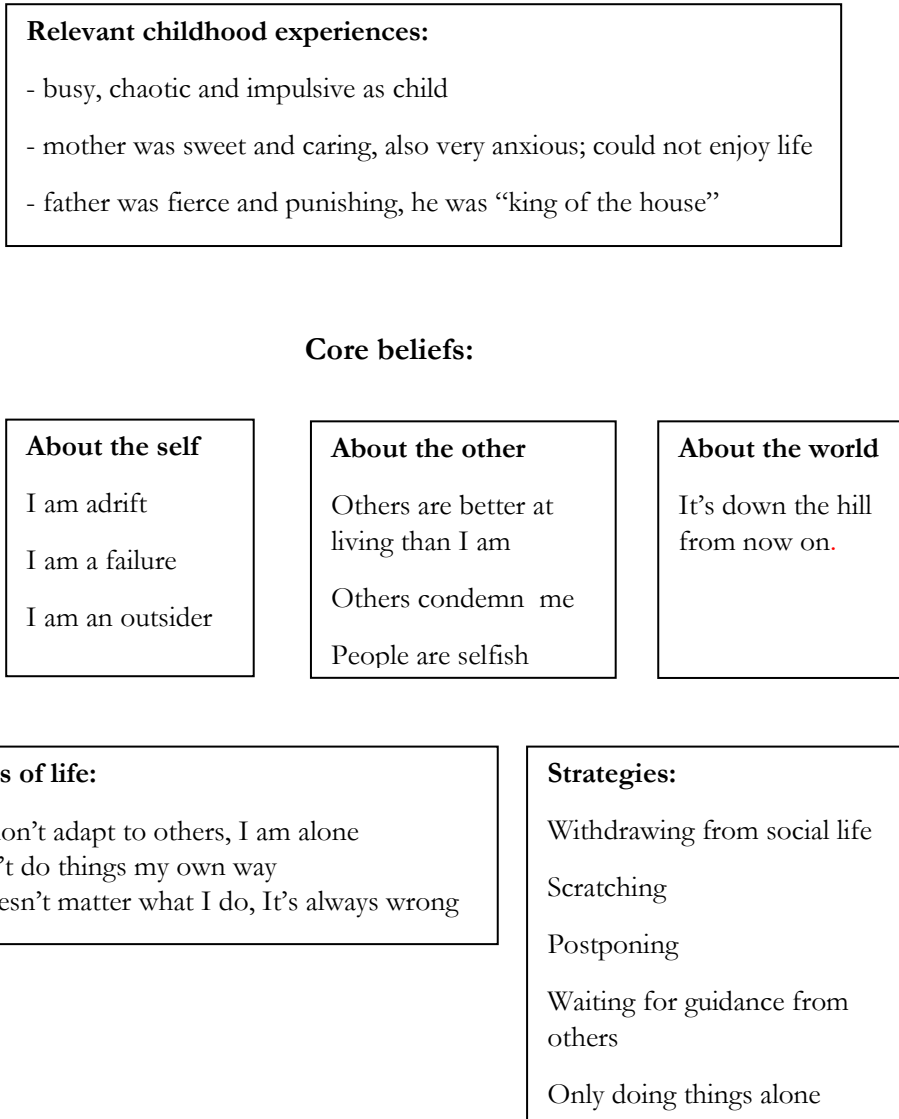 Relevant childhood experiences:
- busy, chaotic and impulsive as child
- mother was sweet and caring, also very anxious; could not enjoy life
- father was fierce and punishing, he was “king of the house”
Core beliefs:
About the self
I am adrift
I am a failure
I am an outsider
About the other
Others are better at
living than I am
Others condemn  me
People are selfish
About the world
It’s down the hill
from now on.
s of life:
on’t adapt to others, I am alone
’t do things my own way
esn’t matter what I do, It’s always wrong
Strategies:
Withdrawing from social life
Scratching
Postponing
Waiting for guidance from
others
Only doing things alone